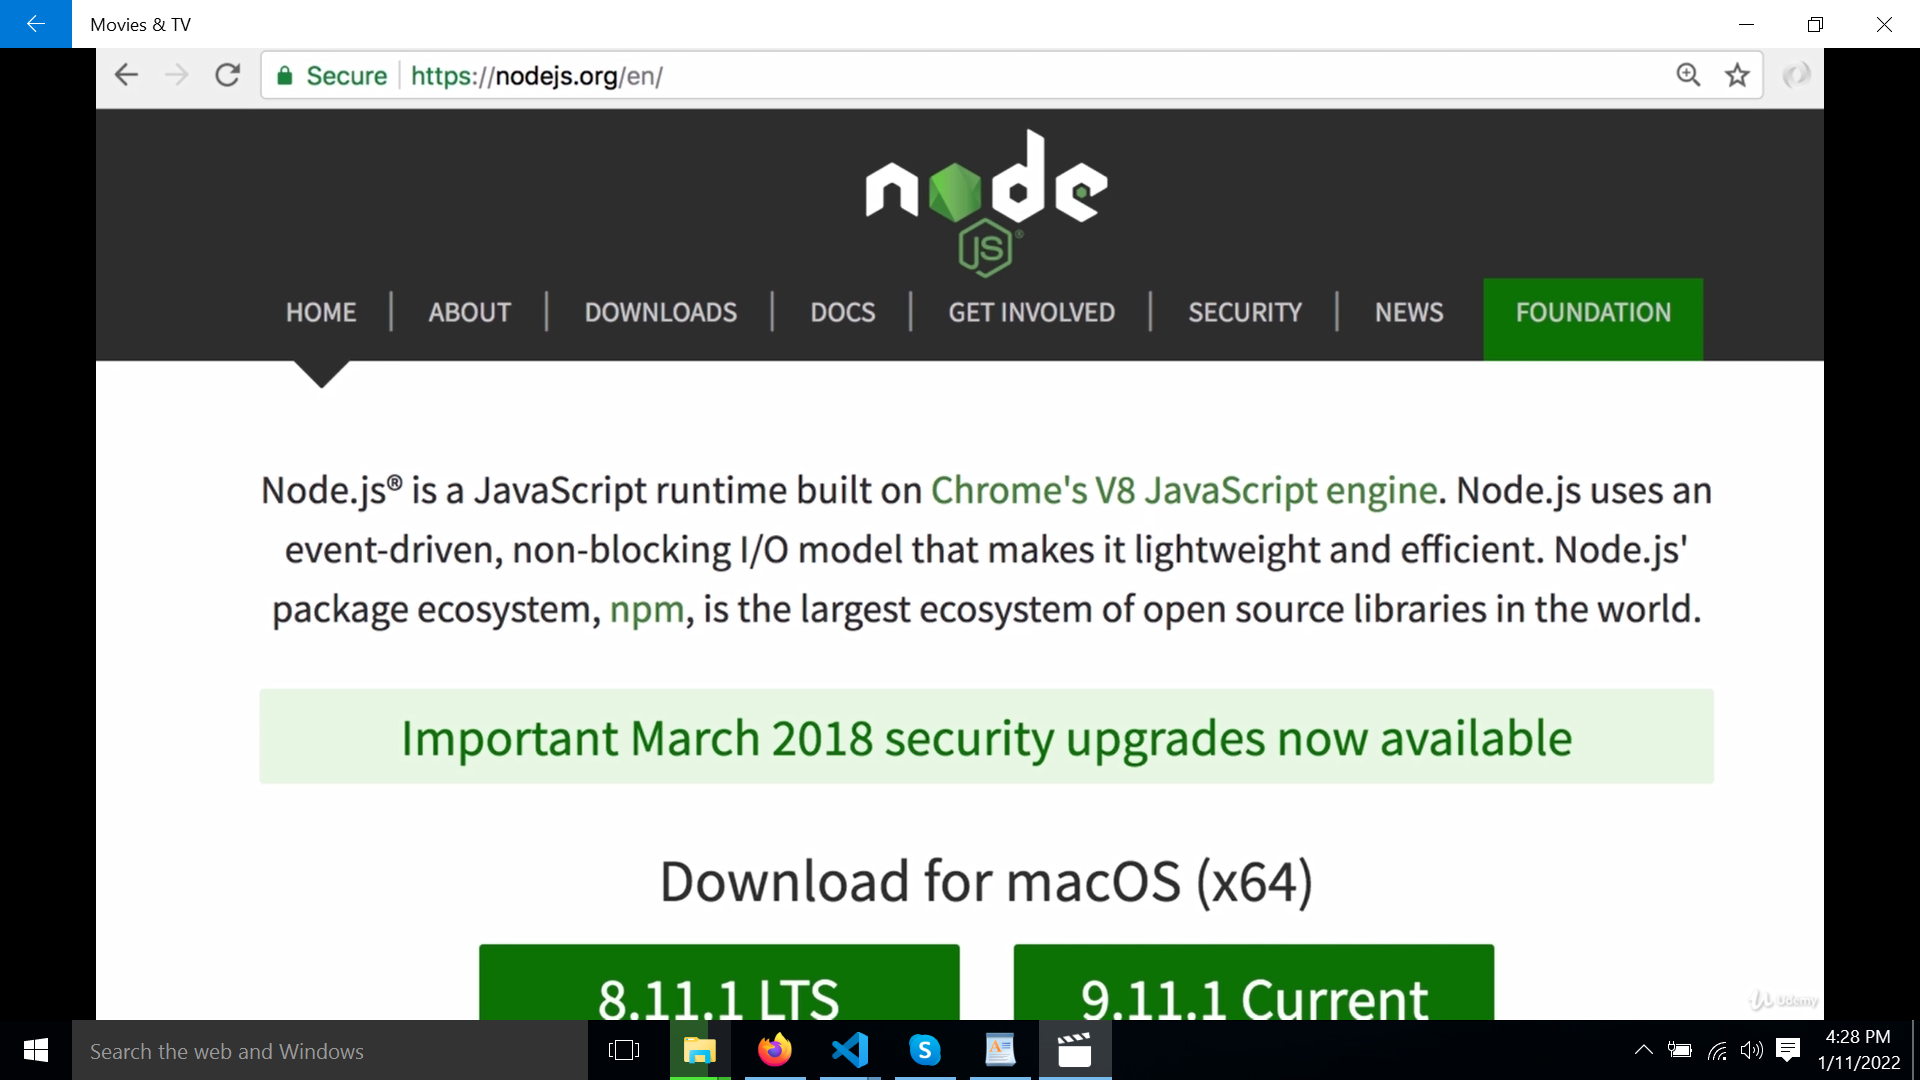 Movies & TV
Secure https://nodejs.org/en/
node
JS®
HOME ABOUT DOWNLOADS DOCS GET INVOLVED SECURITY NEWS FOUNDATION
Node.js® is a JavaScript runtime built on Chrome's V8 JavaScript engine. Node.js uses an
event-driven, non-blocking I/O model that makes it lightweight and efficient. Node.js'
package ecosystem, npm, is the largest ecosystem of open source libraries in the world.
Important March 2018 security upgrades now available
Download for macOS (x64)
8.11.1 LTS 9.11.1 Current
Udemy
Search the web and Windows
4:28 PM
1/11/2022